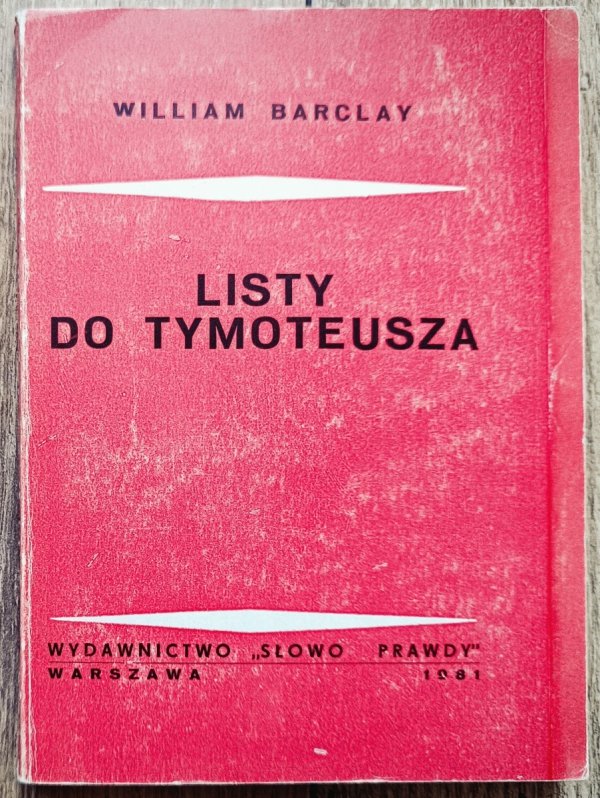 WILLIAM BARCLAY
LISTY
DO TYMOTEUSZA
WYDAWNICTWO „SŁOWO PRAWDY"
WARSZAWA 1981